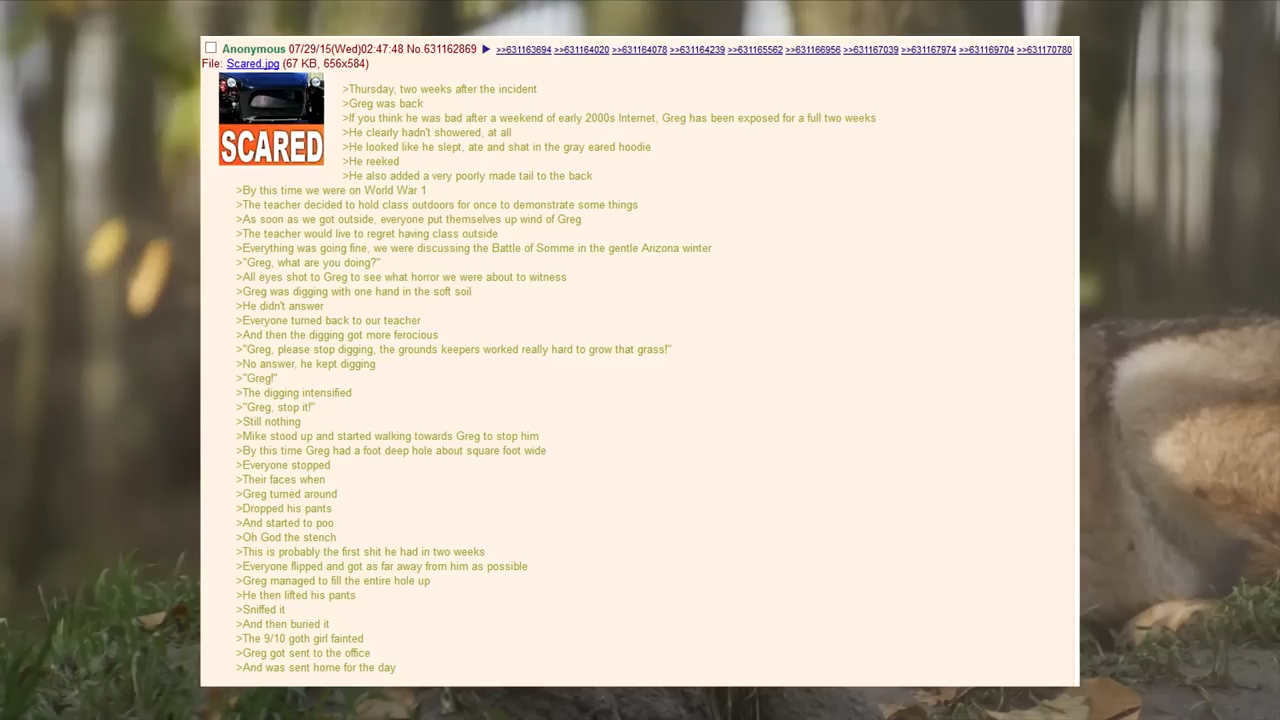 Anonymous 07/29/15(Wed)02:47:48 No.631162869 ▶ >>631163694 >>631164020 >>631164078 >>631164239 >>631165562 >>631166956 >>631167039 >>631167974 >>631169704 >>631170780
File: Scared.jpg (67 KB, 656x584)
SCARED
>Thursday, two weeks after the incident
>Greg was back
>If you think he was bad after a weekend of early 2000s Internet, Greg has been exposed for a full two weeks
>He clearly hadn't showered, at all
>He looked like he slept, ate and shat in the gray eared hoodie
>He reeked
>He also added a very poorly made tail to the back
>By this time we were on World War 1
>The teacher decided to hold class outdoors for once to demonstrate some things
>As soon as we got outside, everyone put themselves up wind of Greg
>The teacher would live to regret having class outside
>Everything was going fine, we were discussing the Battle of Somme in the gentle Arizona winter
>"Greg, what are you doing?"
>All eyes shot to Greg to see what horror we were about to witness
>Greg was digging with one hand in the soft soil
>He didn't answer
>Everyone turned back to our teacher
>And then the digging got more ferocious
>"Greg, please stop digging, the grounds keepers worked really hard to grow that grass!"
>No answer, he kept digging
>"Greg!"
>The digging intensified
>"Greg, stop it!"
>Still nothing
>Mike stood up and started walking towards Greg to stop him
>By this time Greg had a foot deep hole about square foot wide
>Everyone stopped
>Their faces when
>Greg turned around
>Dropped his pants
>And started to poo
>Oh God the stench
>This is probably the first shit he had in two weeks
>Everyone flipped and got as far away from him as possible
>Greg managed to fill the entire hole up
>He then lifted his pants
>Sniffed it
>And then buried it
>The 9/10 goth girl fainted
>Greg got sent to the office
>And was sent home for the day